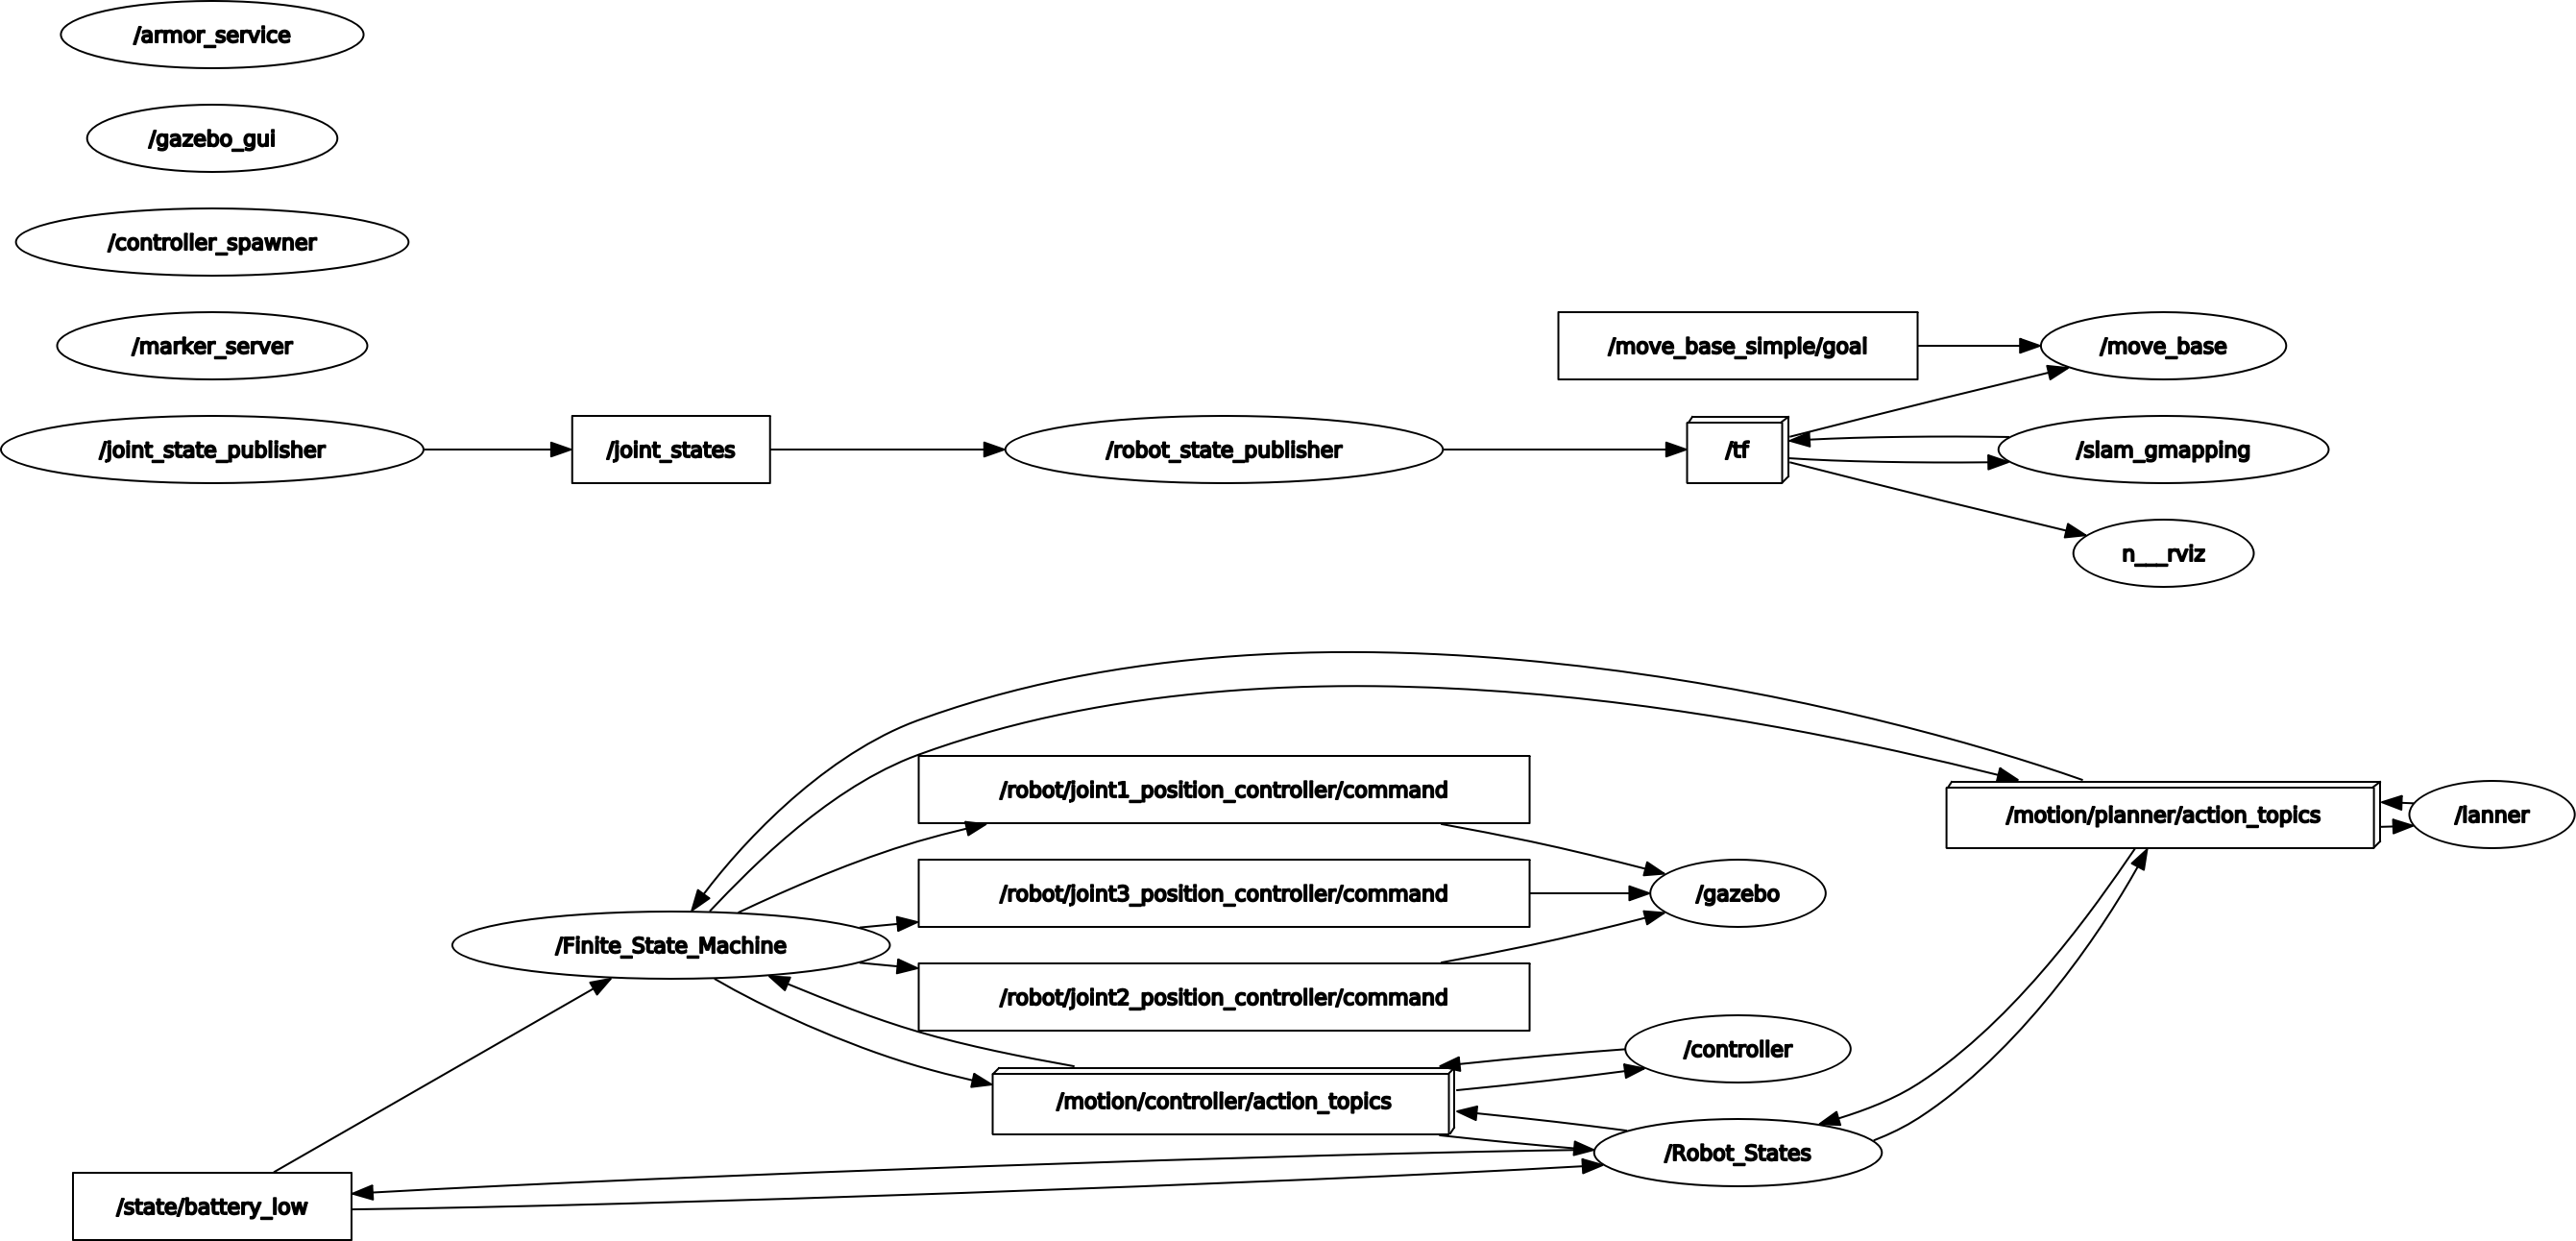 /armor_service
/gazebo_gui
/controller_spawner
/marker_server
/move_base_simple/goal
/move_base
/joint_state_publisher
/joint_states
/robot_state_publisher
/tf
/slam_gmapping
n___rviz
/robot/joint1_position_controller/command
/motion/planner/action_topics
/lanner
/robot/joint3_position_controller/command
/gazebo
/Finite_State_Machine
/robot/joint2_position_controller/command
/controller
/motion/controller/action_topics
/Robot_States
/state/battery_low